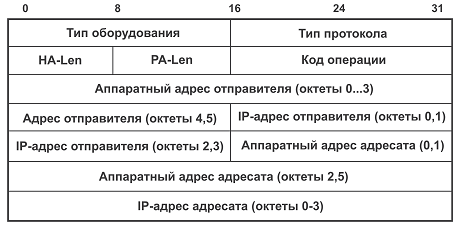 0 8 16 24 31
Тип оборудования Тип протокола
HA-Len PA-Len Код операции
Аппаратный адрес отправителя (октеты 0...3)
Адрес отправителя (октеты 4,5) IP-адрес отправителя (октеты 0,1)
IP-адрес отправителя (октеты 2,3) Аппаратный адрес адресата (0,1)
Аппаратный адрес адресата (октеты 2,5)
IP-адрес адресата (октеты 0-3)